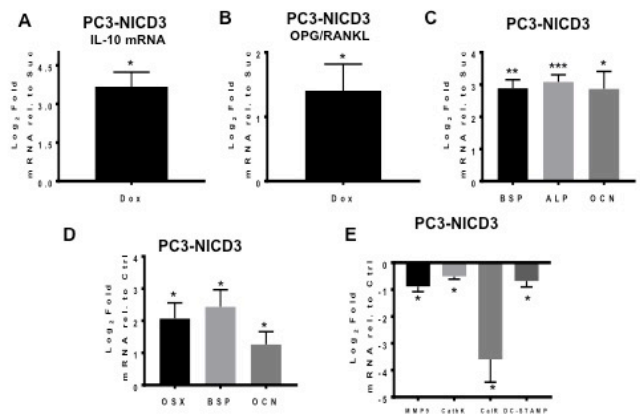 A
PC3-NICD3
IL-10 mRNA
Log2 Fold
mRNA rel. to Suc
4.5
3.0
1.5
0.0
*
Dox
B
PC3-NICD3
OPG/RANKL
Log2 Fold
mRNA rel. to Suc
2
1
0
*
Dox
C
PC3-NICD3
Log2 Fold
mRNA rel. to Suc
4
3
2
1
0
** *** *
BSP ALP OCN
D
PC3-NICD3
Log2 Fold
mRNA rel. to Ctrl
4
3
2
1
0
* * *
OSX BSP OCN
E
PC3-NICD3
Log2 Fold
mRNA rel. to Ctrl
0
-1
-2
-3
-4
-5
* * * *
MMP9 CathK CalR DC-STAMP